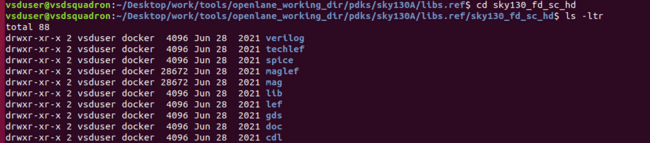 vsduser@vsdsquadron:~/Desktop/work/tools/openlane_working_dir/pdks/sky130A/libs.ref$ cd sky130_fd_sc_hd
vsduser@vsdsquadron:~/Desktop/work/tools/openlane_working_dir/pdks/sky130A/libs.ref/sky130_fd_sc_hd$ ls -ltr
total 88
drwxr-xr-x 2 vsduser docker  4096 Jun 28  2021 verilog
drwxr-xr-x 2 vsduser docker  4096 Jun 28  2021 techlef
drwxr-xr-x 2 vsduser docker  4096 Jun 28  2021 spice
drwxr-xr-x 2 vsduser docker 28672 Jun 28  2021 maglef
drwxr-xr-x 2 vsduser docker 28672 Jun 28  2021 mag
drwxr-xr-x 2 vsduser docker  4096 Jun 28  2021 lib
drwxr-xr-x 2 vsduser docker  4096 Jun 28  2021 lef
drwxr-xr-x 2 vsduser docker  4096 Jun 28  2021 gds
drwxr-xr-x 2 vsduser docker  4096 Jun 28  2021 doc
drwxr-xr-x 2 vsduser docker  4096 Jun 28  2021 cdl